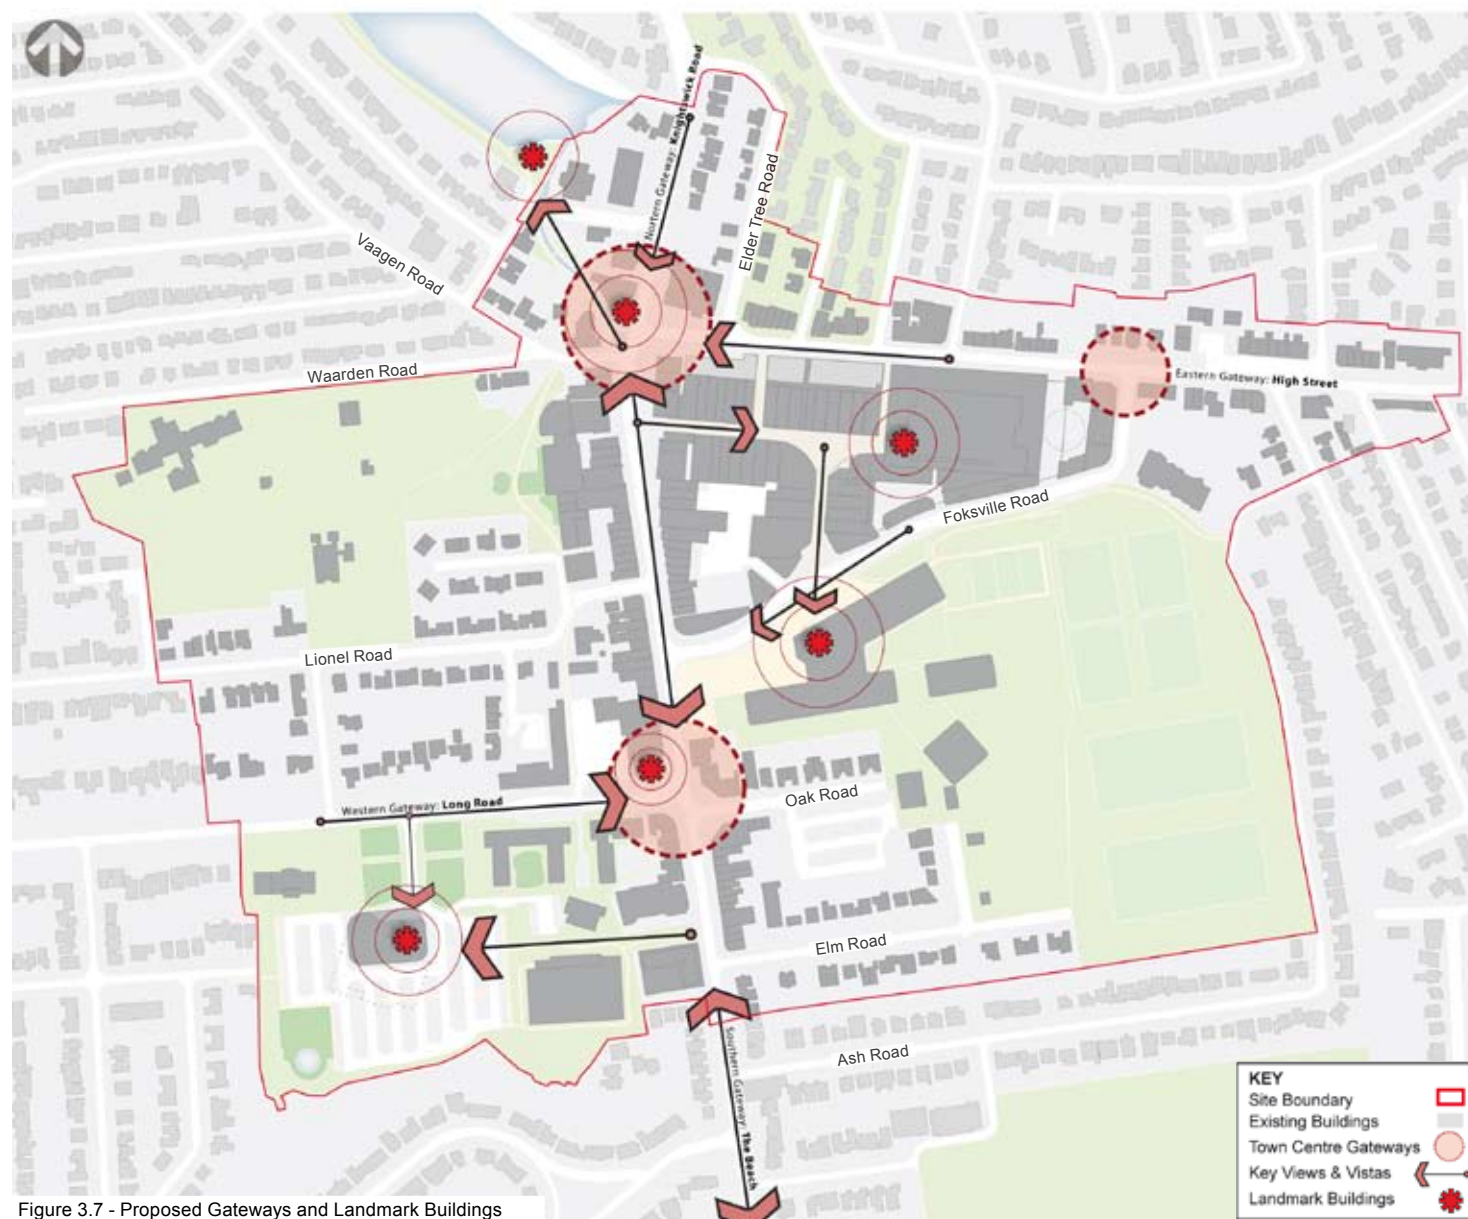 Nortern Gateway: Knightswick Road
Elder Tree Road
Vaagen Road
Waarden Road
Eastern Gateway: High Street
Foksville Road
Lionel Road
Western Gateway: Long Road
Oak Road
Elm Road
Ash Road
Southern Gateway: The Beach
KEY
Site Boundary
Existing Buildings
Town Centre Gateways
Key Views & Vistas
Landmark Buildings
Figure 3.7 - Proposed Gateways and Landmark Buildings